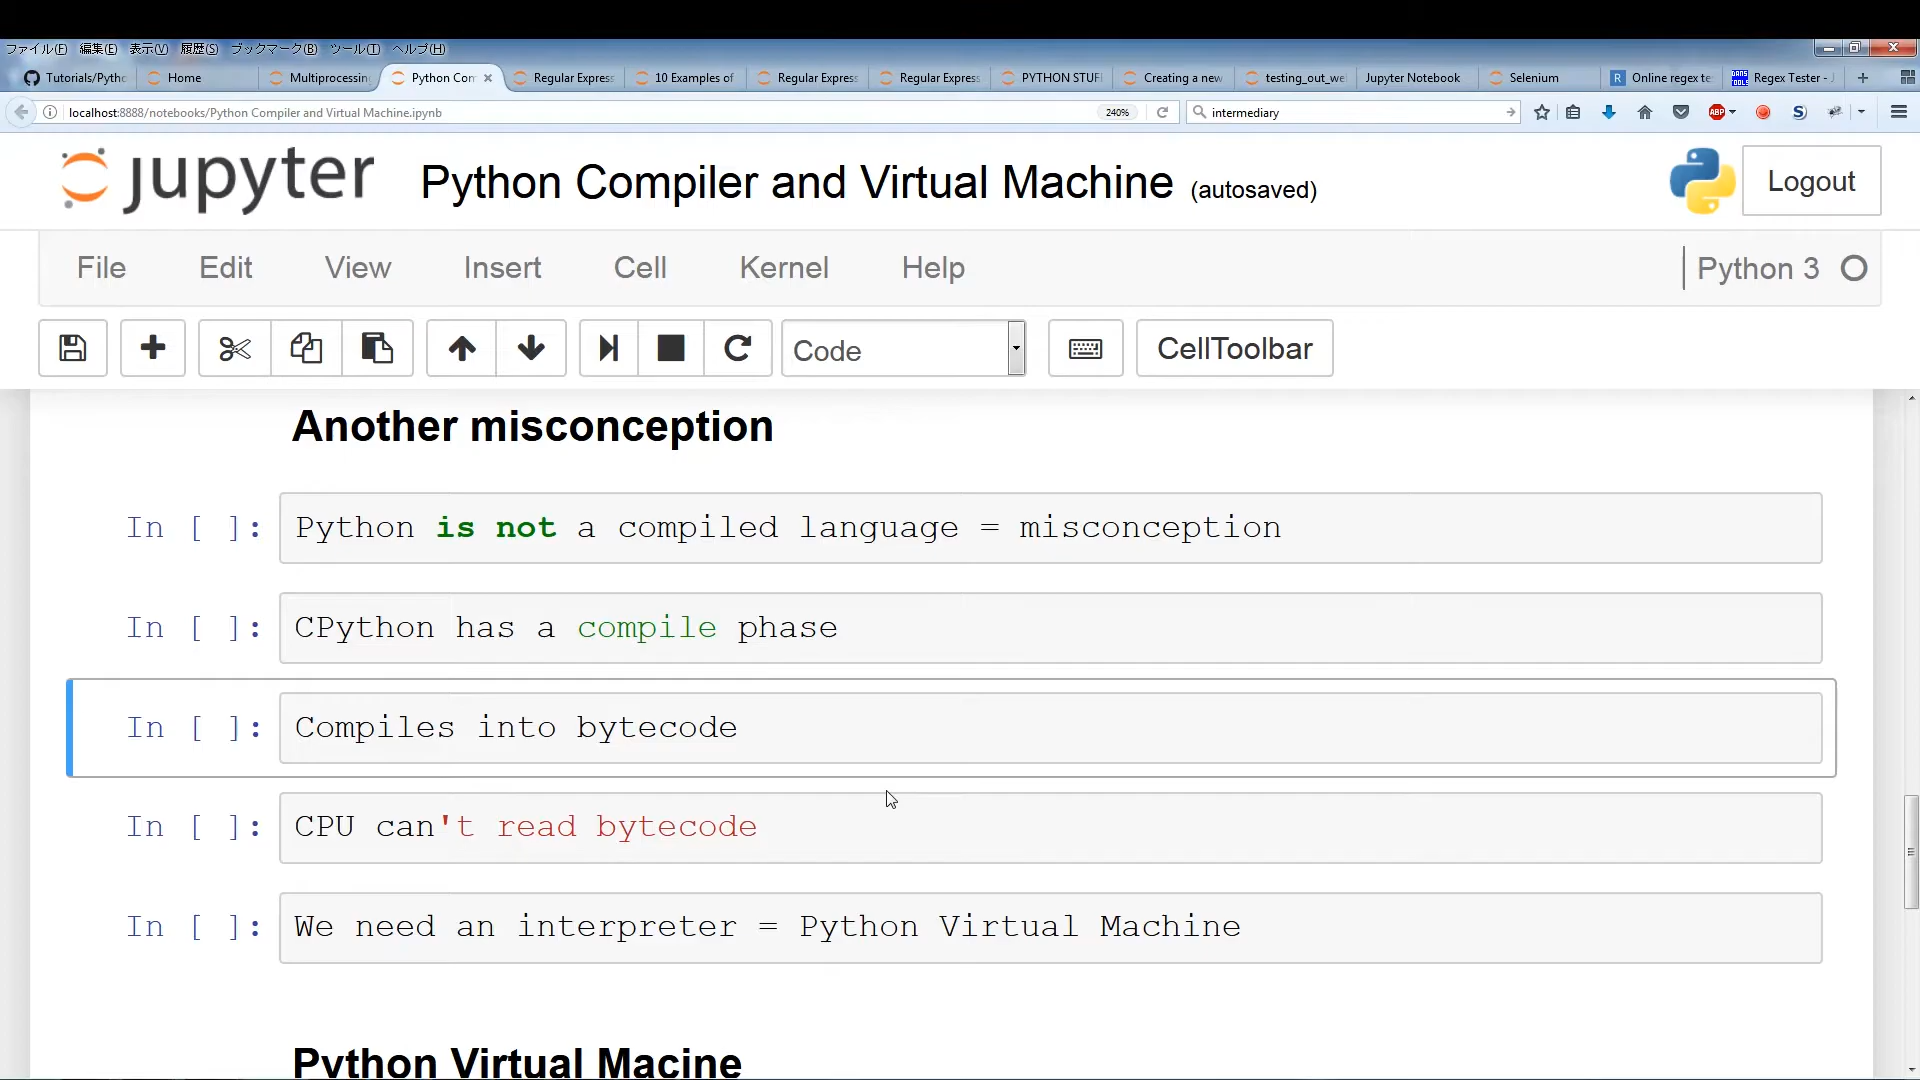 ファイル(F) 編集(E) 表示(V) 履歴(S) ブックマーク(B) ツール(T) ヘルプ(H)
Tutorials/Pytho Home Multiprocessin Python Com Regular Express 10 Examples of Regular Express Regular Express PYTHON STUFF Creating a new testing_out_we Jupyter Notebook Selenium R Online regex te Regex Tester - J
localhost:8888/notebooks/Python Compiler and Virtual Machine.ipynb 240% intermediary ABP S
jupyter Python Compiler and Virtual Machine (autosaved) Logout
File Edit View Insert Cell Kernel Help Python 3
Code CellToolbar
Another misconception
In [ ]: Python is not a compiled language = misconception
In [ ]: CPython has a compile phase
In [ ]: Compiles into bytecode
In [ ]: CPU can't read bytecode
In [ ]: We need an interpreter = Python Virtual Machine
Python Virtual Macine